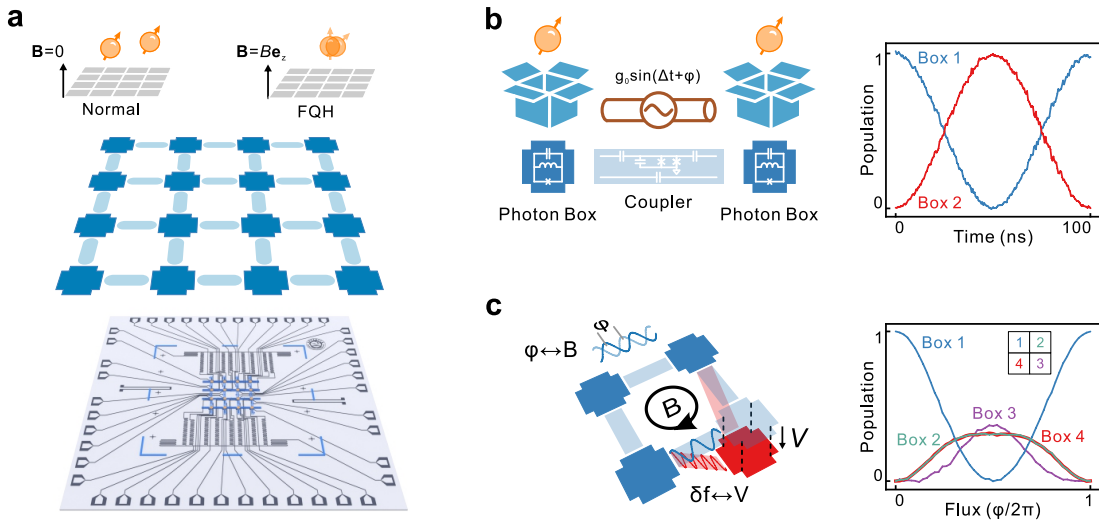 a
B=0
B=Be_z
Normal
FQH
b
g₀sin(Δt+φ)
Photon Box
Coupler
Photon Box
Population
1
0
Box 1
Box 2
0
100
Time (ns)
c
φ
φ↔B
B
V
δf↔V
Population
1
0
Box 1
1 2
4 3
Box 3
Box 2
Box 4
0
1
Flux (φ/2π)